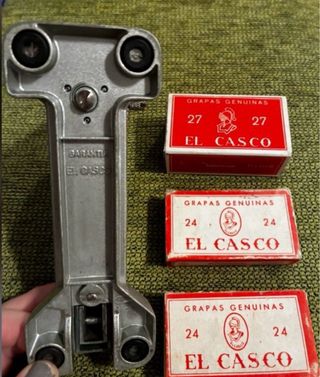 GARANTIA
EL CASCO
GRAPAS GENUINAS
27 27
EL CASCO
GRAPAS GENUINAS
24 24
EL CASCO
GRAPAS GENUINAS
24 24
EL CASCO